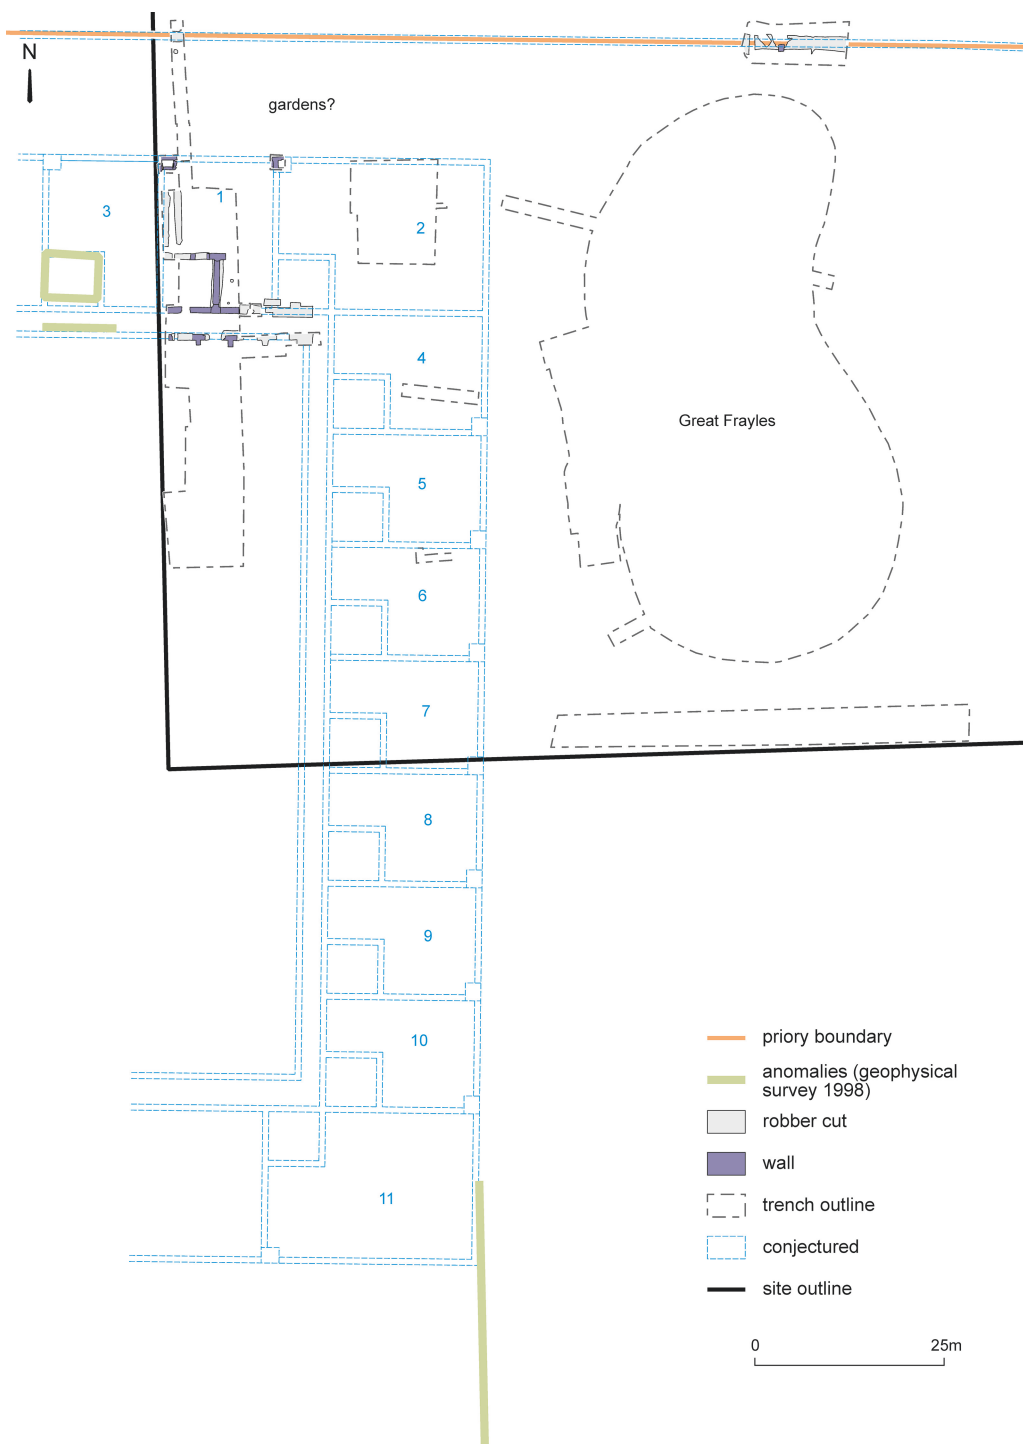 N
gardens?
1
2
3
4
Great Frayles
5
6
7
8
9
10
11
priory boundary
anomalies (geophysical
survey 1998)
robber cut
wall
trench outline
conjectured
site outline
0 25m